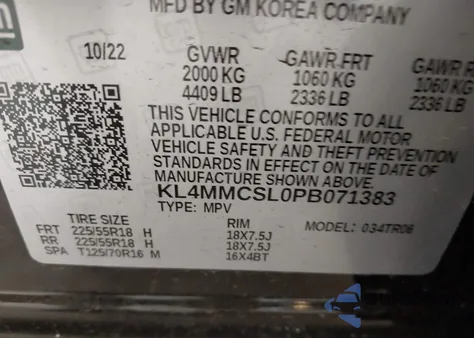 MFD BY GM KOREA COMPANY
10/22 GVWR GAWR FRT GAWR R
2000 KG 1060 KG 1060 KG
4409 LB 2336 LB 2336 LB
THIS VEHICLE CONFORMS TO ALL
APPLICABLE U.S. FEDERAL MOTOR
VEHICLE SAFETY AND THEFT PREVENTION
STANDARDS IN EFFECT ON THE DATE OF
MANUFACTURE SHOWN ABOVE.
KL4MMCSL0PB071383
TYPE: MPV MODEL: 034TR06
TIRE SIZE RIM
FRT 225/55R18 H 18X7.5J
RR 225/55R18 H 18X7.5J
SPA T125/70R16 M 16X4BT